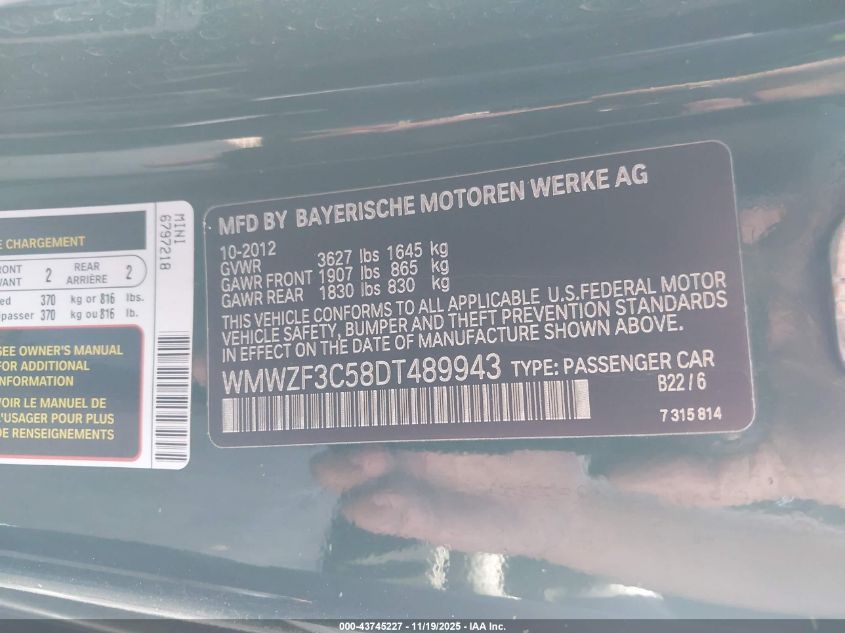 E CHARGEMENT
FRONT
VANT
2
REAR
ARRIÈRE
2
370 kg or 816 lbs.
370 kg ou 816 lb.
SEE OWNER'S MANUAL
FOR ADDITIONAL
INFORMATION
VOIR LE MANUEL DE
L'USAGER POUR PLUS
DE RENSEIGNEMENTS
MINI
6797218
MFD BY BAYERISCHE MOTOREN WERKE AG
10-2012
GVWR 3627 lbs 1645 kg
GAWR FRONT 1907 lbs 865 kg
GAWR REAR 1830 lbs 830 kg
THIS VEHICLE CONFORMS TO ALL APPLICABLE U.S.FEDERAL MOTOR
VEHICLE SAFETY, BUMPER AND THEFT PREVENTION STANDARDS
IN EFFECT ON THE DATE OF MANUFACTURE SHOWN ABOVE.
WMWZF3C58DT489943 TYPE: PASSENGER CAR
B22/6
7 315 814
000-43745227 - 11/19/2025 - IAA Inc.